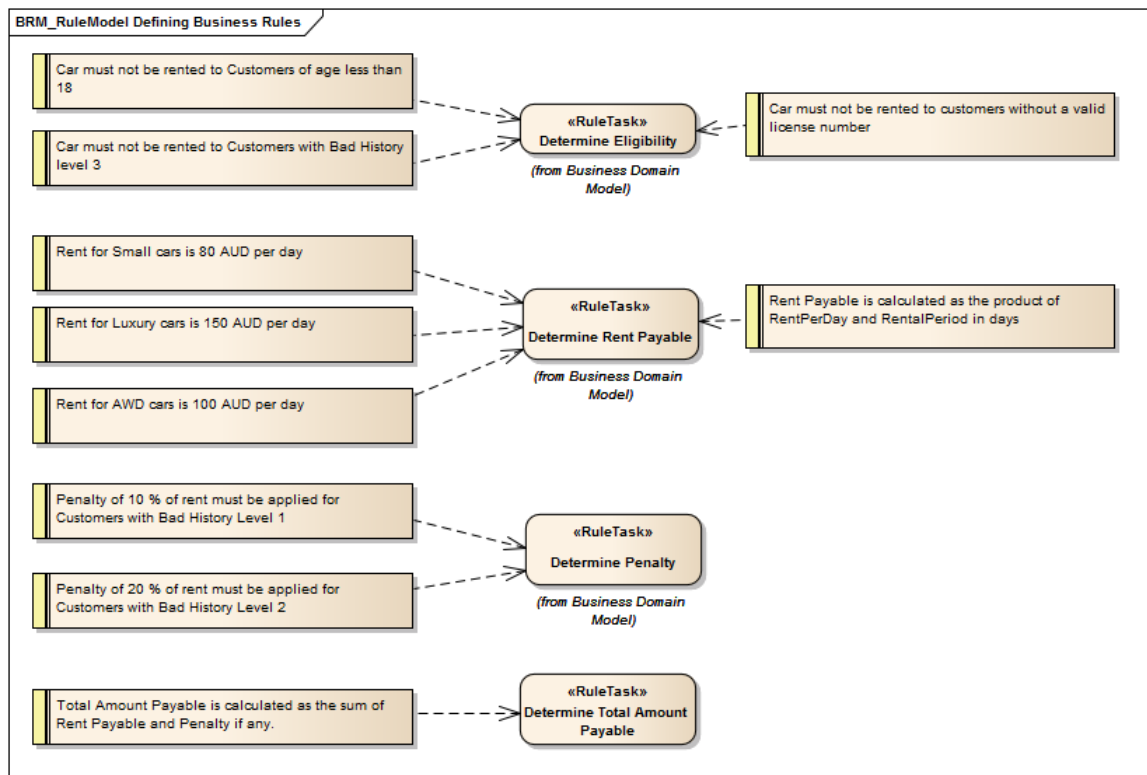 BRM_RuleModel Defining Business Rules
Car must not be rented to Customers of age less than
18
Car must not be rented to Customers with Bad History
level 3
«RuleTask»
Determine Eligibility
(from Business Domain
Model)
Car must not be rented to customers without a valid
license number
Rent for Small cars is 80 AUD per day
Rent for Luxury cars is 150 AUD per day
Rent for AWD cars is 100 AUD per day
«RuleTask»
Determine Rent Payable
(from Business Domain
Model)
Rent Payable is calculated as the product of
RentPerDay and RentalPeriod in days
Penalty of 10 % of rent must be applied for
Customers with Bad History Level 1
Penalty of 20 % of rent must be applied for
Customers with Bad History Level 2
«RuleTask»
Determine Penalty
(from Business Domain
Model)
Total Amount Payable is calculated as the sum of
Rent Payable and Penalty if any.
«RuleTask»
Determine Total Amount
Payable